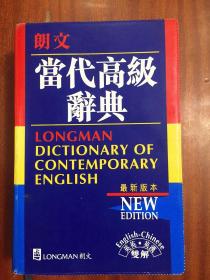 朗文
當代高級
辭典
LONGMAN
DICTIONARY OF
CONTEMPORARY
ENGLISH
最新版本
NEW
EDITION
English-Chinese
英英·英漢
雙解
LONGMAN 朗文